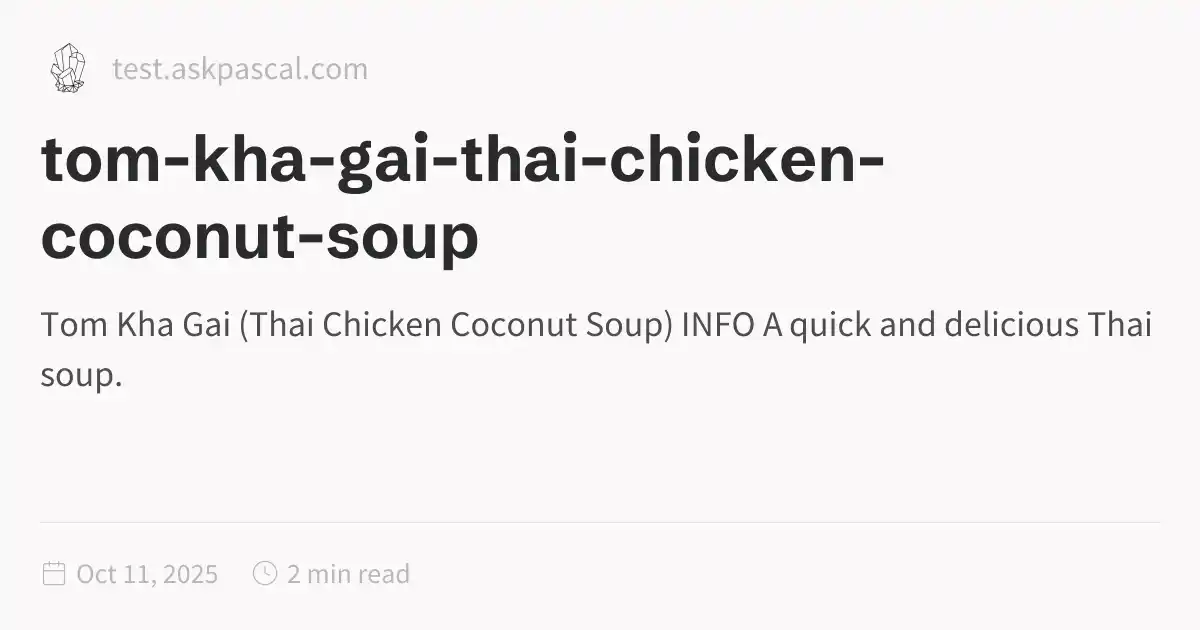 test.askpascal.com
tom-kha-gai-thai-chicken-
coconut-soup
Tom Kha Gai (Thai Chicken Coconut Soup) INFO A quick and delicious Thai
soup.
Oct 11, 2025 2 min read